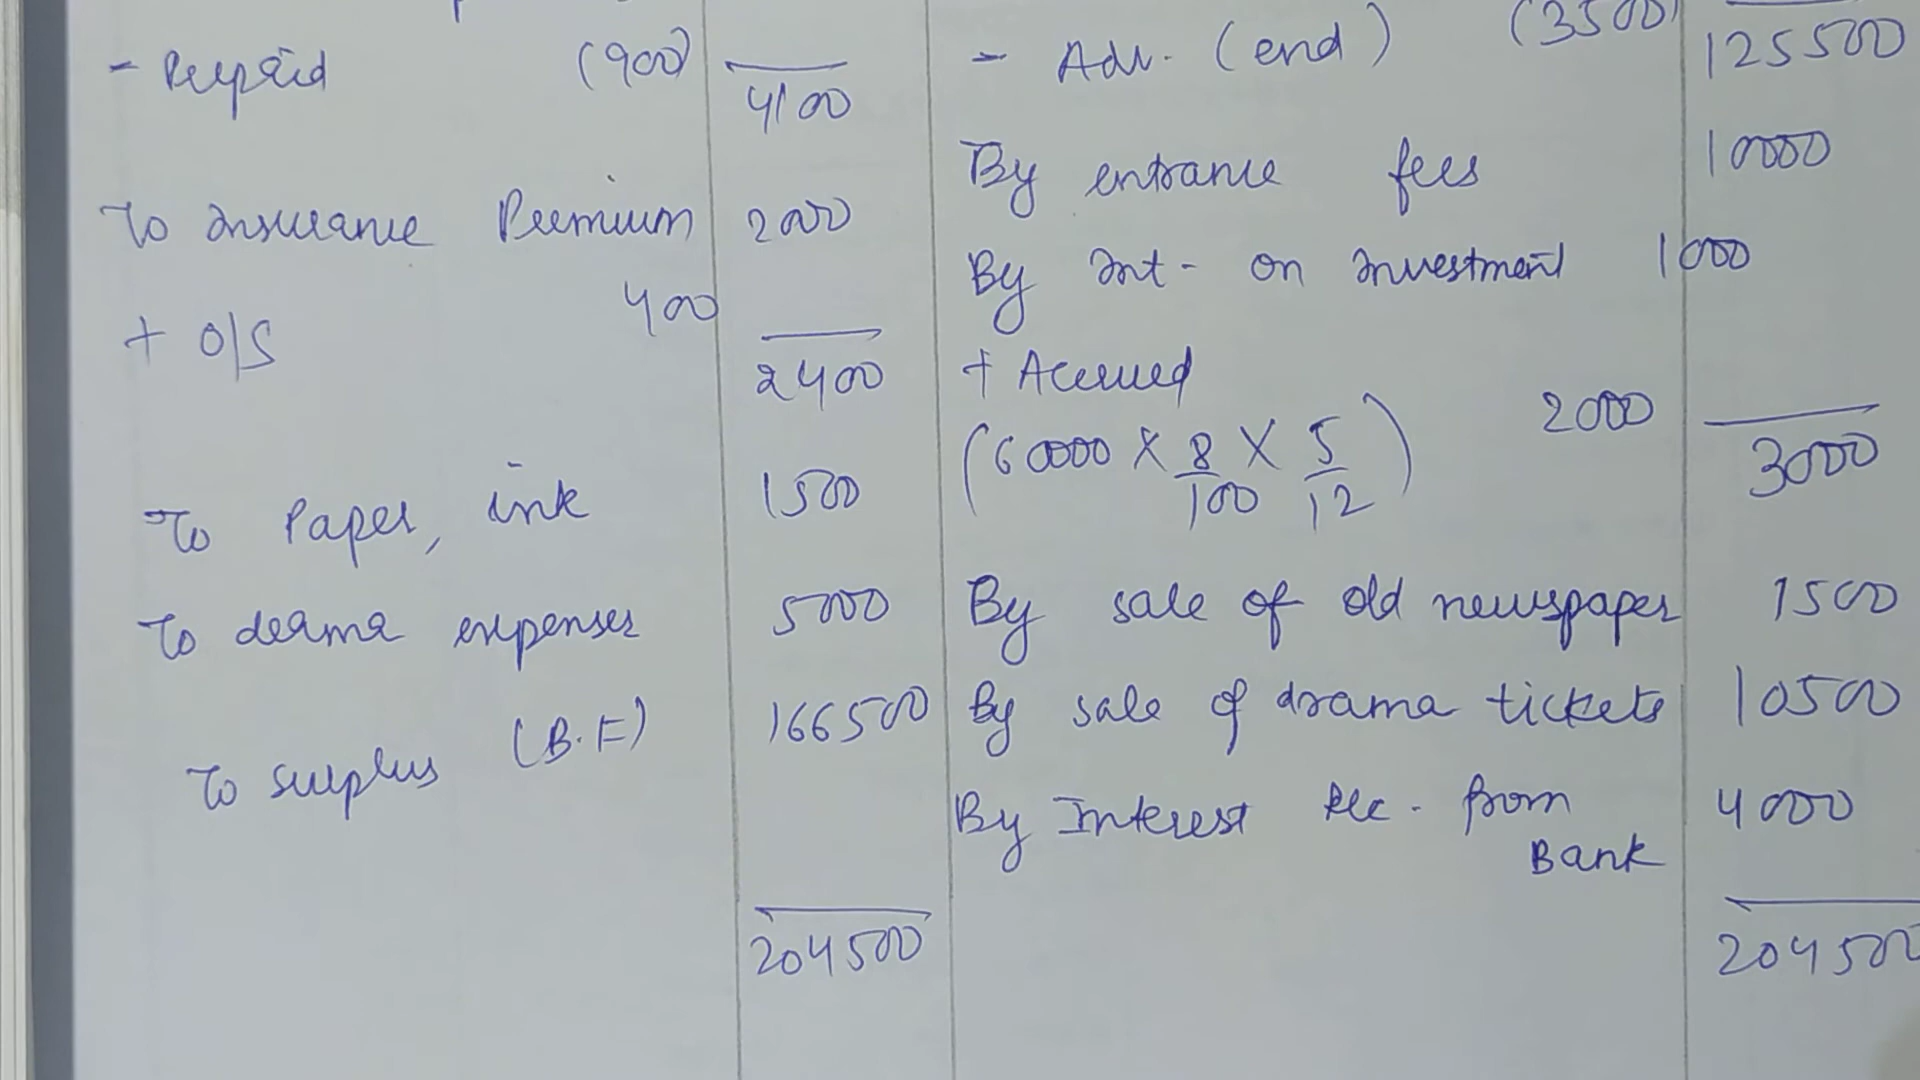 - Prepaid (900)
4100
To Insurance Premium 2000
+ O/S 400
2400
To Paper, ink 1500
To drama expenses 5000
To surplus (B.F) 166500
204500
- Adv. (end) (3500)
125500
By entrance fees 10000
By Int- on Investment 1000
+ Accrued
(60000 X 8/100 X 5/12) 2000
3000
By sale of old newspaper 1500
By sale of drama tickets 10500
By Interest Rec. from 4000
Bank
204500